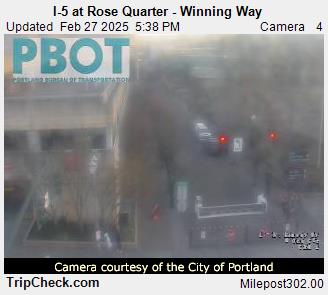 I-5 at Rose Quarter - Winning Way
Updated Feb 27 2025 5:38 PM Camera 4
PBOT
PORTLAND BUREAU OF TRANSPORTATION
Camera courtesy of the City of Portland
TripCheck.com Milepost302.00